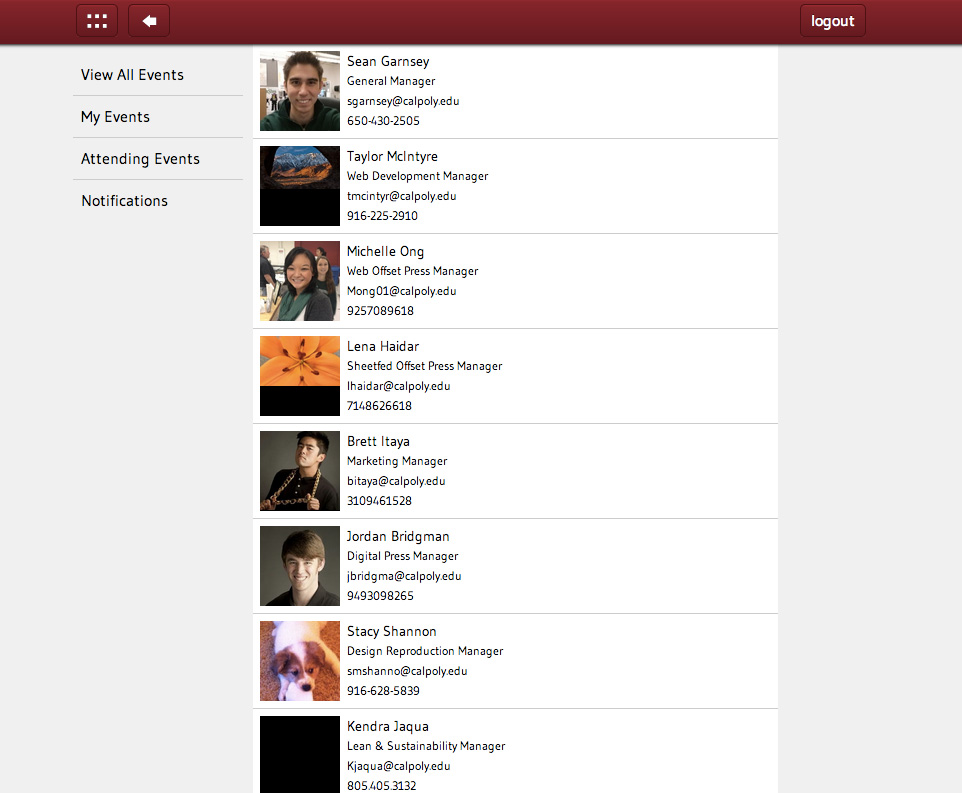 logout
View All Events
My Events
Attending Events
Notifications
Sean Garnsey
General Manager
sgarnsey@calpoly.edu
650-430-2505
Taylor McIntyre
Web Development Manager
tmcintyr@calpoly.edu
916-225-2910
Michelle Ong
Web Offset Press Manager
Mong01@calpoly.edu
9257089618
Lena Haidar
Sheetfed Offset Press Manager
lhaidar@calpoly.edu
7148626618
Brett Itaya
Marketing Manager
bitaya@calpoly.edu
3109461528
Jordan Bridgman
Digital Press Manager
jbridgma@calpoly.edu
9493098265
Stacy Shannon
Design Reproduction Manager
smshanno@calpoly.edu
916-628-5839
Kendra Jaqua
Lean & Sustainability Manager
Kjaqua@calpoly.edu
805.405.3132